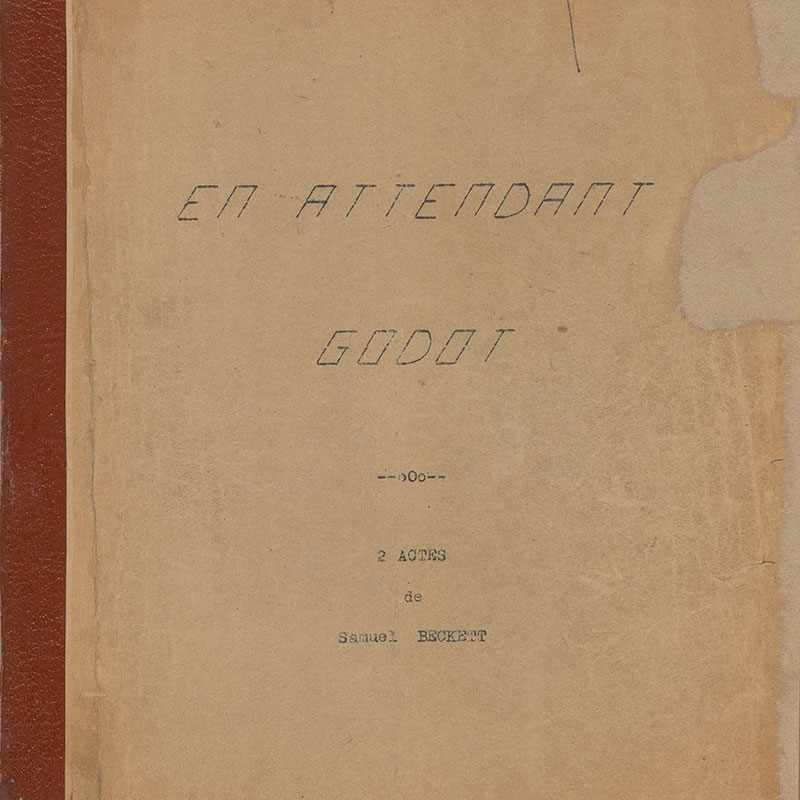 EN ATTENDANT
GODOT
--oOo--
2 ACTES
de
Samuel BECKETT